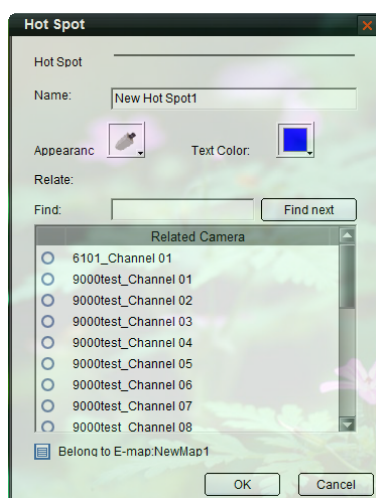 Hot Spot
Hot Spot
Name: New Hot Spot1
Appearanc Text Color:
Relate:
Find: Find next
Related Camera
6101_Channel 01
9000test_Channel 01
9000test_Channel 02
9000test_Channel 03
9000test_Channel 04
9000test_Channel 05
9000test_Channel 06
9000test_Channel 07
9000test_Channel 08
Belong to E-map:NewMap1
OK Cancel